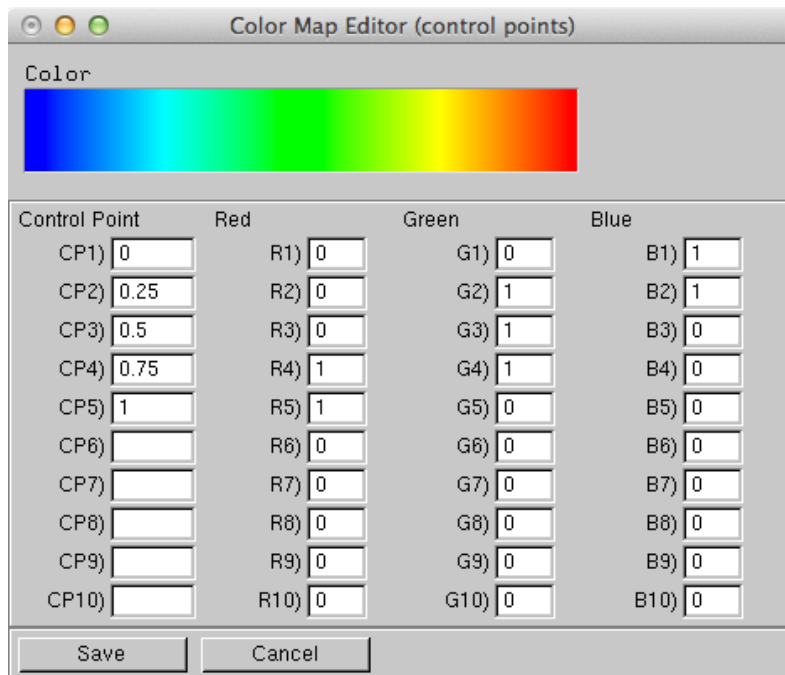 Color Map Editor (control points)
Color
Control Point Red Green Blue
CP1) 0 R1) 0 G1) 0 B1) 1
CP2) 0.25 R2) 0 G2) 1 B2) 1
CP3) 0.5 R3) 0 G3) 1 B3) 0
CP4) 0.75 R4) 1 G4) 1 B4) 0
CP5) 1 R5) 1 G5) 0 B5) 0
CP6) R6) 0 G6) 0 B6) 0
CP7) R7) 0 G7) 0 B7) 0
CP8) R8) 0 G8) 0 B8) 0
CP9) R9) 0 G9) 0 B9) 0
CP10) R10) 0 G10) 0 B10) 0
Save Cancel